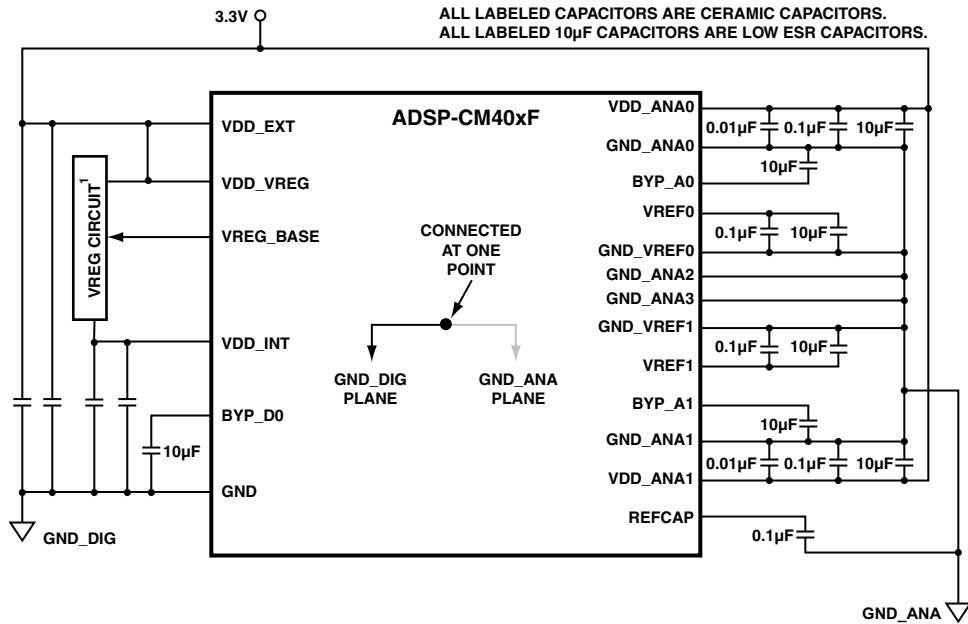 3.3V
ALL LABELED CAPACITORS ARE CERAMIC CAPACITORS.
ALL LABELED 10µF CAPACITORS ARE LOW ESR CAPACITORS.
ADSP-CM40xF
VDD_EXT
VDD_VREG
VREG_BASE
VREG CIRCUIT1
VDD_INT
BYP_D0
10µF
GND
GND_DIG
CONNECTED
AT ONE
POINT
GND_DIG
PLANE
GND_ANA
PLANE
VDD_ANA0
0.01µF
0.1µF
10µF
GND_ANA0
10µF
BYP_A0
VREF0
0.1µF
10µF
GND_VREF0
GND_ANA2
GND_ANA3
GND_VREF1
0.1µF
10µF
VREF1
BYP_A1
10µF
GND_ANA1
0.01µF
0.1µF
10µF
VDD_ANA1
REFCAP
0.1µF
GND_ANA